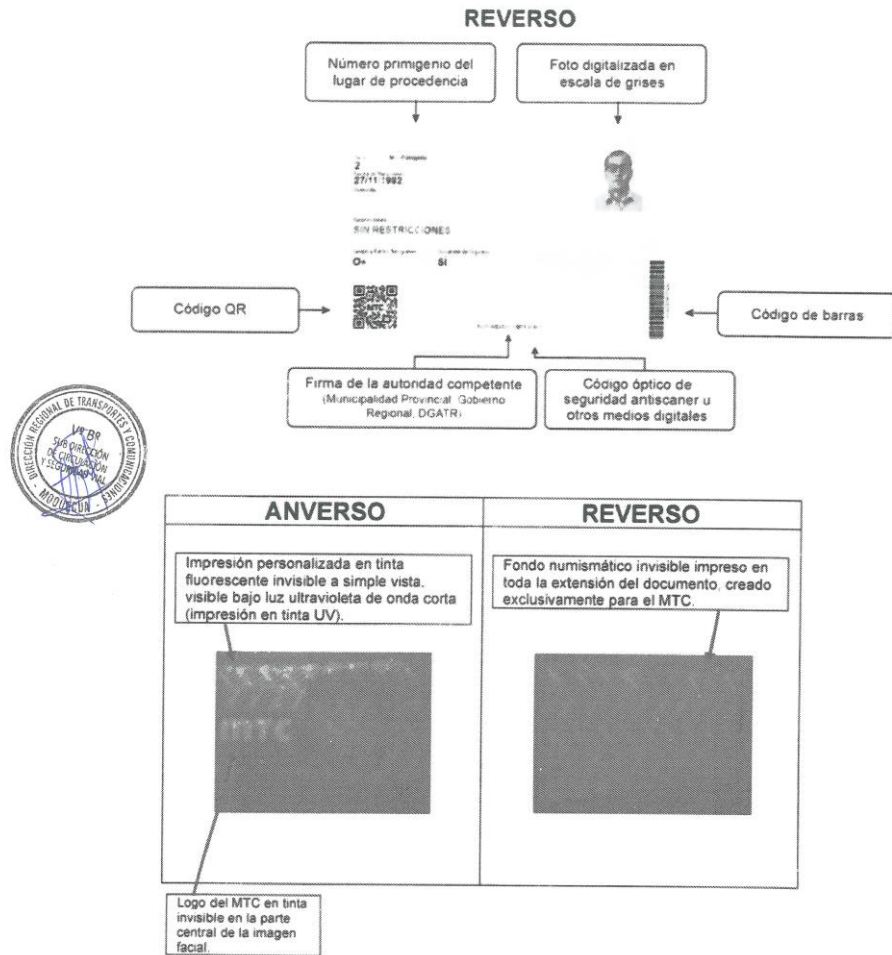 REVERSO
Número primigenio del
lugar de procedencia
Foto digitalizada en
escala de grises
2
27/11/1992
SIN RESTRICCIONES
O+
SI
MTC
Código QR
Código de barras
Firma de la autoridad competente
(Municipalidad Provincial, Gobierno
Regional, DGATR)
Código óptico de
seguridad antiscaner u
otros medios digitales
DIRECCIÓN REGIONAL DE TRANSPORTES Y COMUNICACIONES
Vº Bº
SUB DIRECCIÓN
DE CIRCULACIÓN
Y SEGURIDAD VIAL
MOQUEGUA
ANVERSO
REVERSO
Impresión personalizada en tinta
fluorescente invisible a simple vista.
visible bajo luz ultravioleta de onda corta
(impresión en tinta UV).
Fondo numismático invisible impreso en
toda la extensión del documento, creado
exclusivamente para el MTC.
mTC
Logo del MTC en tinta
invisible en la parte
central de la imagen
facial.